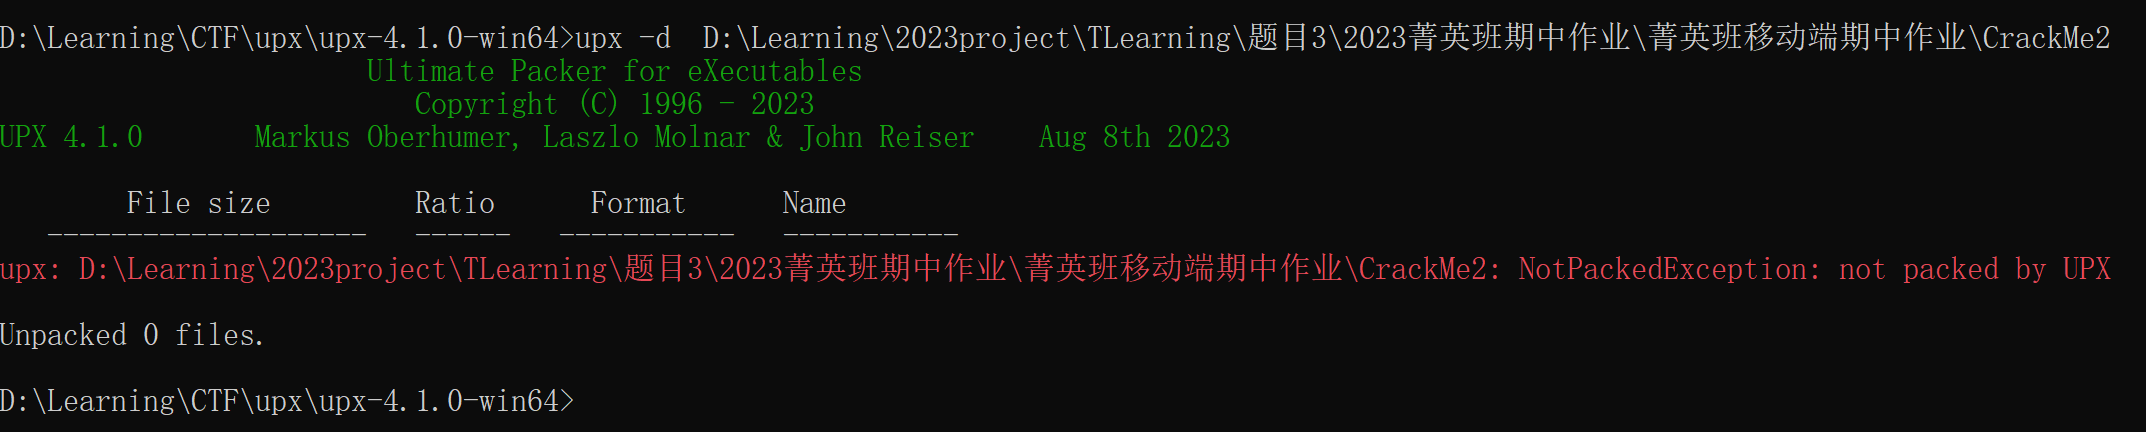 D:\Learning\CTF\upx\upx-4.1.0-win64>upx -d  D:\Learning\2023project\TLearning\题目3\2023菁英班期中作业\菁英班移动端期中作业\CrackMe2
Ultimate Packer for eXecutables
Copyright (C) 1996 - 2023
UPX 4.1.0       Markus Oberhumer, Laszlo Molnar & John Reiser    Aug 8th 2023
File size         Ratio      Format      Name
--------------------   ------   -----------   -----------
upx: D:\Learning\2023project\TLearning\题目3\2023菁英班期中作业\菁英班移动端期中作业\CrackMe2: NotPackedException: not packed by UPX
Unpacked 0 files.
D:\Learning\CTF\upx\upx-4.1.0-win64>